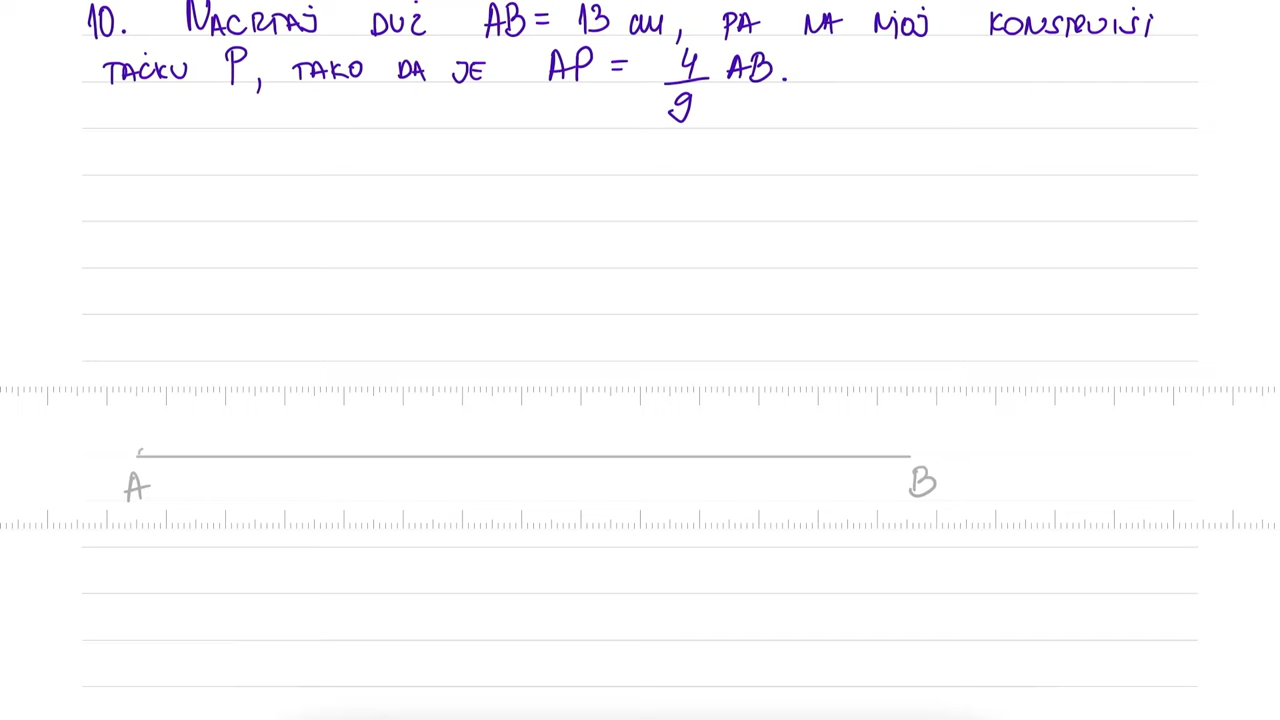 10. NACRTAJ DUŽ AB = 13 cm, PA NA NJOJ KONSTRUIŠI
TAČKU P, TAKO DA JE AP = 4/9 AB.
A B